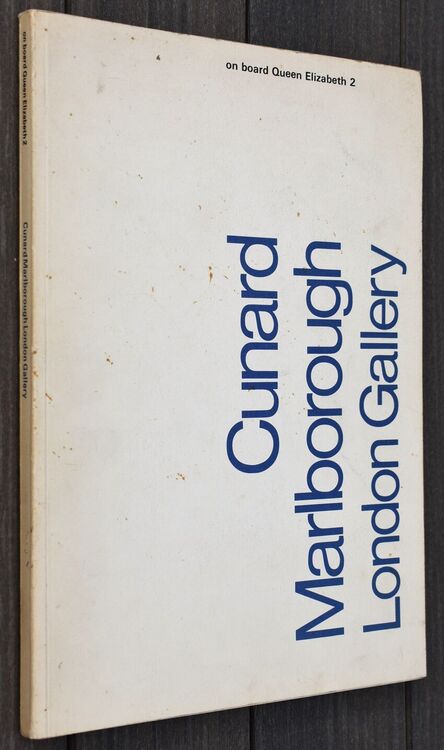 on board Queen Elizabeth 2
Cunard
Marlborough
London Gallery
on board Queen Elizabeth 2
Cunard Marlborough London Gallery